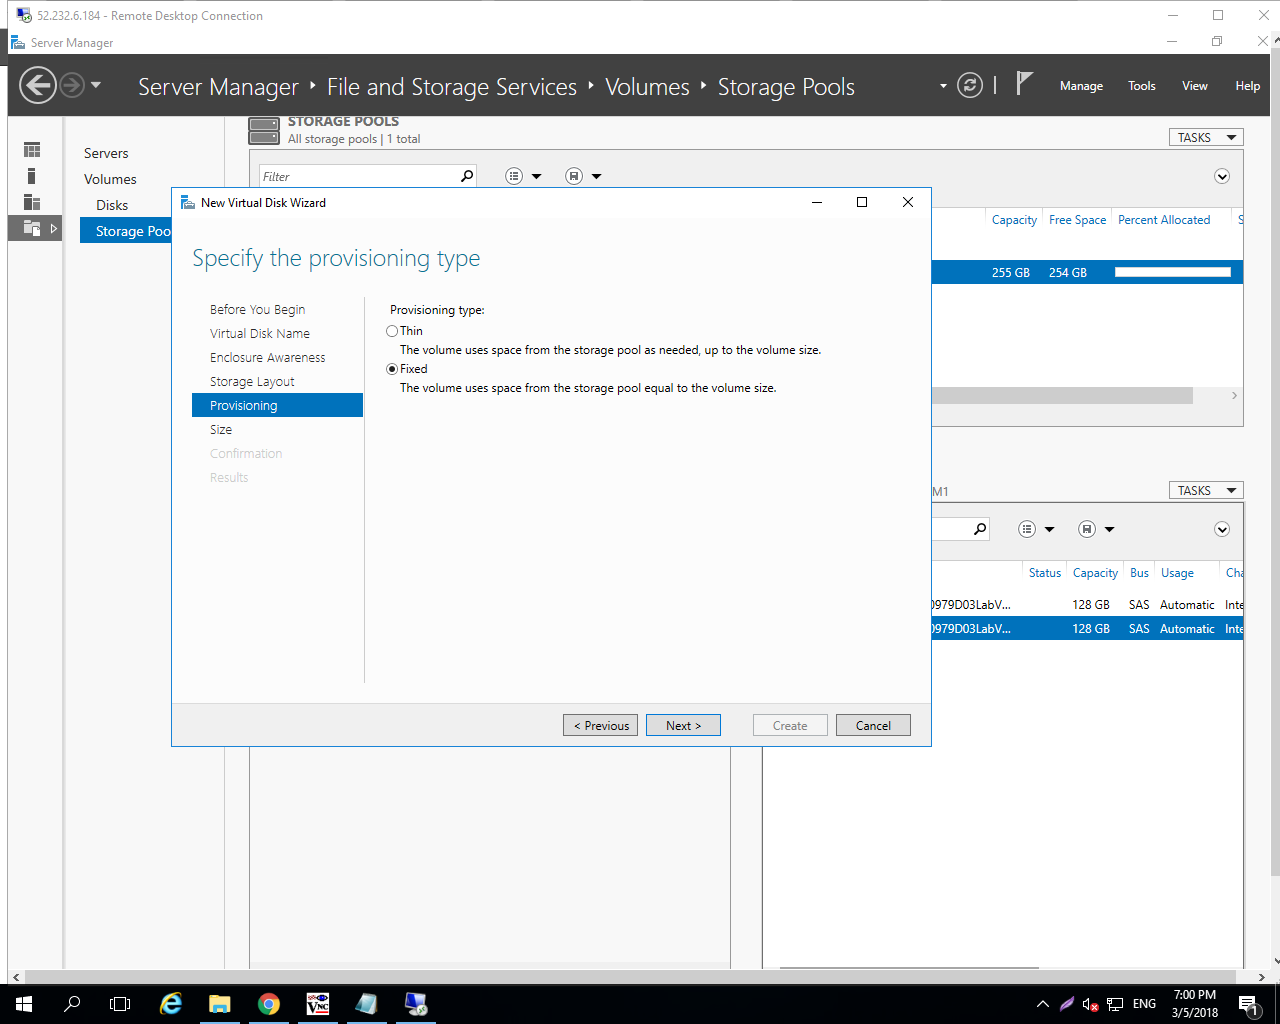 52.232.6.184 - Remote Desktop Connection
Server Manager
Server Manager ‣ File and Storage Services ‣ Volumes ‣ Storage Pools
Manage Tools View Help
Servers
Volumes
Disks
Storage Poo
STORAGE POOLS
All storage pools | 1 total
TASKS
Filter
Capacity Free Space Percent Allocated S
255 GB 254 GB
New Virtual Disk Wizard
Specify the provisioning type
Before You Begin
Virtual Disk Name
Enclosure Awareness
Storage Layout
Provisioning
Size
Confirmation
Results
Provisioning type:
Thin
The volume uses space from the storage pool as needed, up to the volume size.
Fixed
The volume uses space from the storage pool equal to the volume size.
< Previous Next > Create Cancel
M1
TASKS
Status Capacity Bus Usage Cha
0979D03LabV... 128 GB SAS Automatic Inte
0979D03LabV... 128 GB SAS Automatic Inte
VNC
ENG
7:00 PM
3/5/2018
1